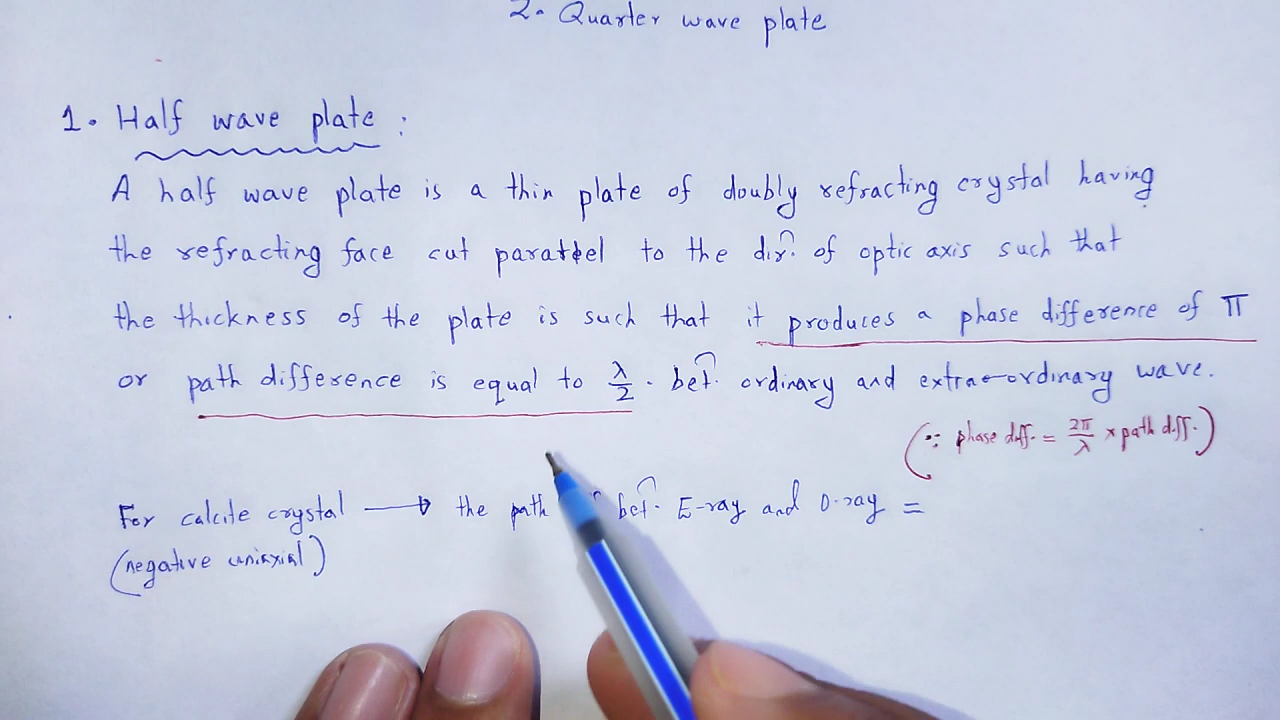 2. Quarter wave plate
1. Half wave plate :
A half wave plate is a thin plate of doubly refracting crystal having
the refracting face cut parallel to the dirⁿ. of optic axis such that
the thickness of the plate is such that it produces a phase difference of π
or path difference is equal to λ/2 . betⁿ. ordinary and extra-ordinary wave.
(∵ phase diff. = 2π/λ × path diff.)
For calcite crystal → the path betⁿ. E-ray and O-ray =
(negative uniaxial)